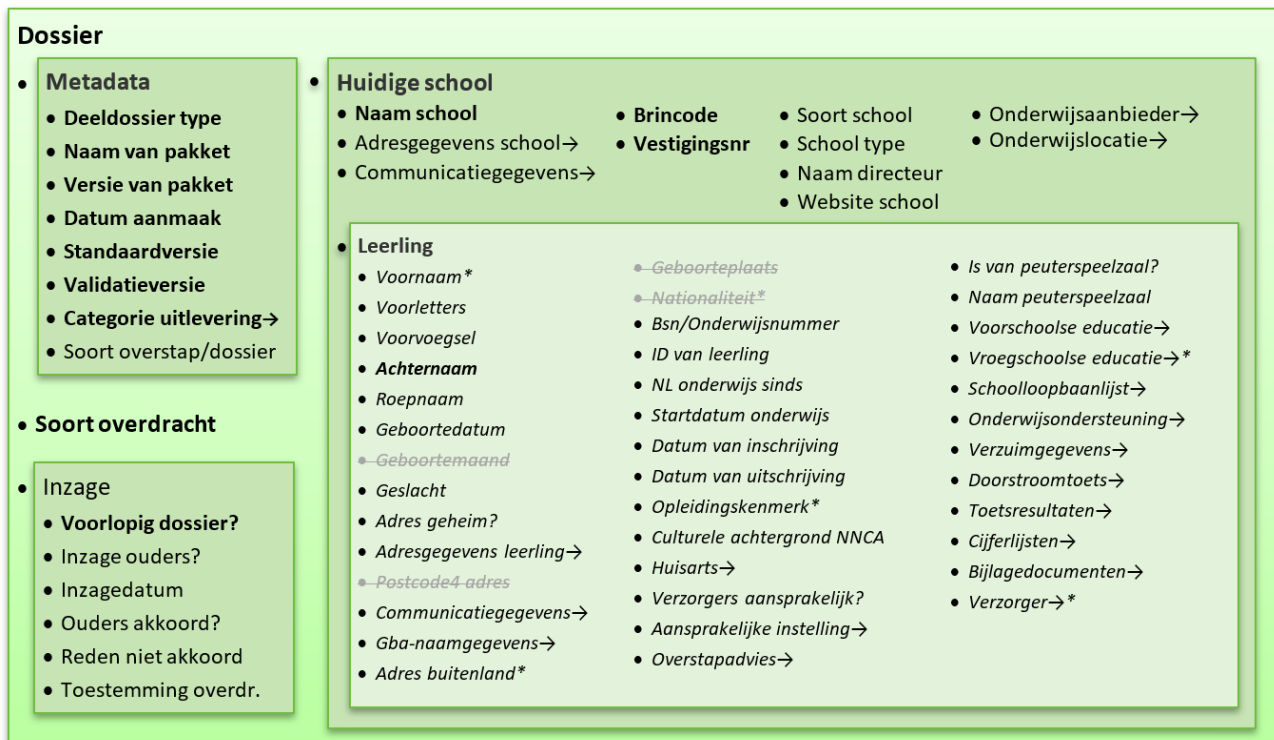 Dossier
• Metadata
• Deeldossier type
• Naam van pakket
• Versie van pakket
• Datum aanmaak
• Standaardversie
• Validatieversie
• Categorie uitlevering→
• Soort overstap/dossier
• Soort overdracht
• Inzage
• Voorlopig dossier?
• Inzage ouders?
• Inzagedatum
• Ouders akkoord?
• Reden niet akkoord
• Toestemming overdr.
• Huidige school
• Naam school
• Adresgegevens school→
• Communicatiegegevens→
• Brincode
• Vestigingsnr
• Soort school
• School type
• Naam directeur
• Website school
• Onderwijsaanbieder→
• Onderwijslocatie→
• Leerling
• Voornaam*
• Voorletters
• Voorvoegsel
• Achternaam
• Roepnaam
• Geboortedatum
• Geboortemaand
• Geslacht
• Adres geheim?
• Adresgegevens leerling→
• Postcode4 adres
• Communicatiegegevens→
• Gba-naamgegevens→
• Adres buitenland*
• Geboorteplaats
• Nationaliteit*
• Bsn/Onderwijsnummer
• ID van leerling
• NL onderwijs sinds
• Startdatum onderwijs
• Datum van inschrijving
• Datum van uitschrijving
• Opleidingskenmerk*
• Culturele achtergrond NNCA
• Huisarts→
• Verzorgers aansprakelijk?
• Aansprakelijke instelling→
• Overstapadvies→
• Is van peuterspeelzaal?
• Naam peuterspeelzaal
• Voorschoolse educatie→
• Vroegschoolse educatie→*
• Schoolloopbaanlijst→
• Onderwijsondersteuning→
• Verzuimgegevens→
• Doorstroomtoets→
• Toetsresultaten→
• Cijferlijsten→
• Bijlagedocumenten→
• Verzorger→*